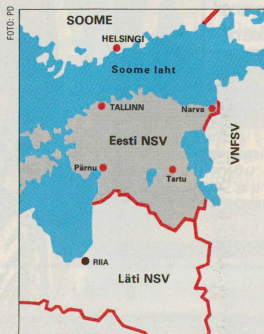 FOTO: PD
SOOME
HELSINGI
Soome laht
TALLINN
Narva
Eesti NSV
VNFSV
Pärnu
Tartu
RIIA
Läti NSV